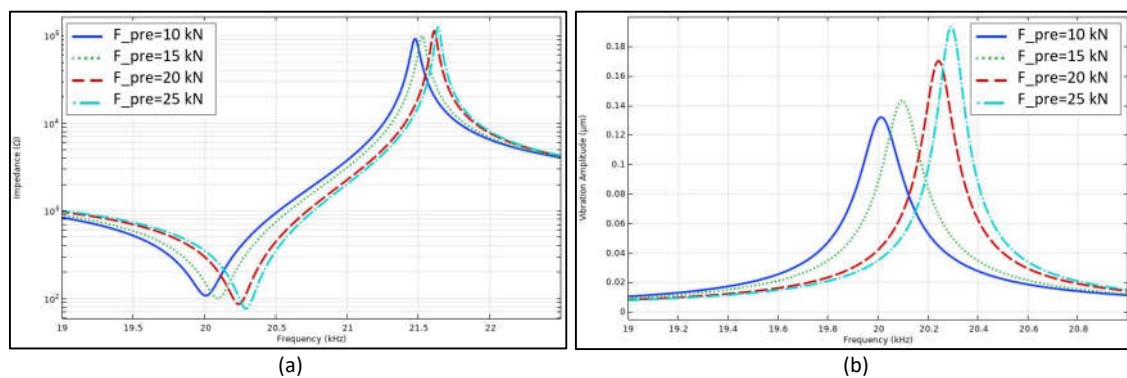 F_pre=10 kN
F_pre=15 kN
F_pre=20 kN
F_pre=25 kN
Impedance (Ω)
10⁵
10⁴
10³
10²
19 19.5 20 20.5 21 21.5 22
Frequency (kHz)
(a)
F_pre=10 kN
F_pre=15 kN
F_pre=20 kN
F_pre=25 kN
Vibration Amplitude (μm)
0.18
0.16
0.14
0.12
0.1
0.08
0.06
0.04
0.02
0
19 19.2 19.4 19.6 19.8 20 20.2 20.4 20.6 20.8
Frequency (kHz)
(b)